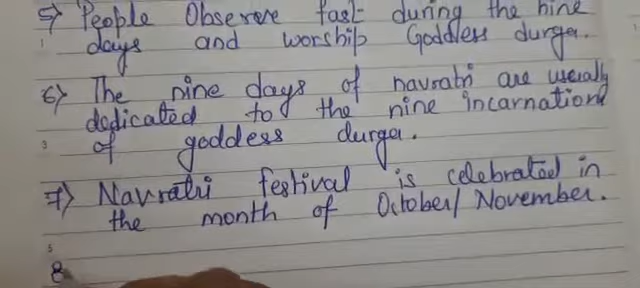 5) People Observe fast during the nine
days and worship Goddess durga.
6) The nine days of navratri are usually
dedicated to the nine incarnations
of goddess durga.
7) Navratri festival is celebrated in
the month of October/November.
8